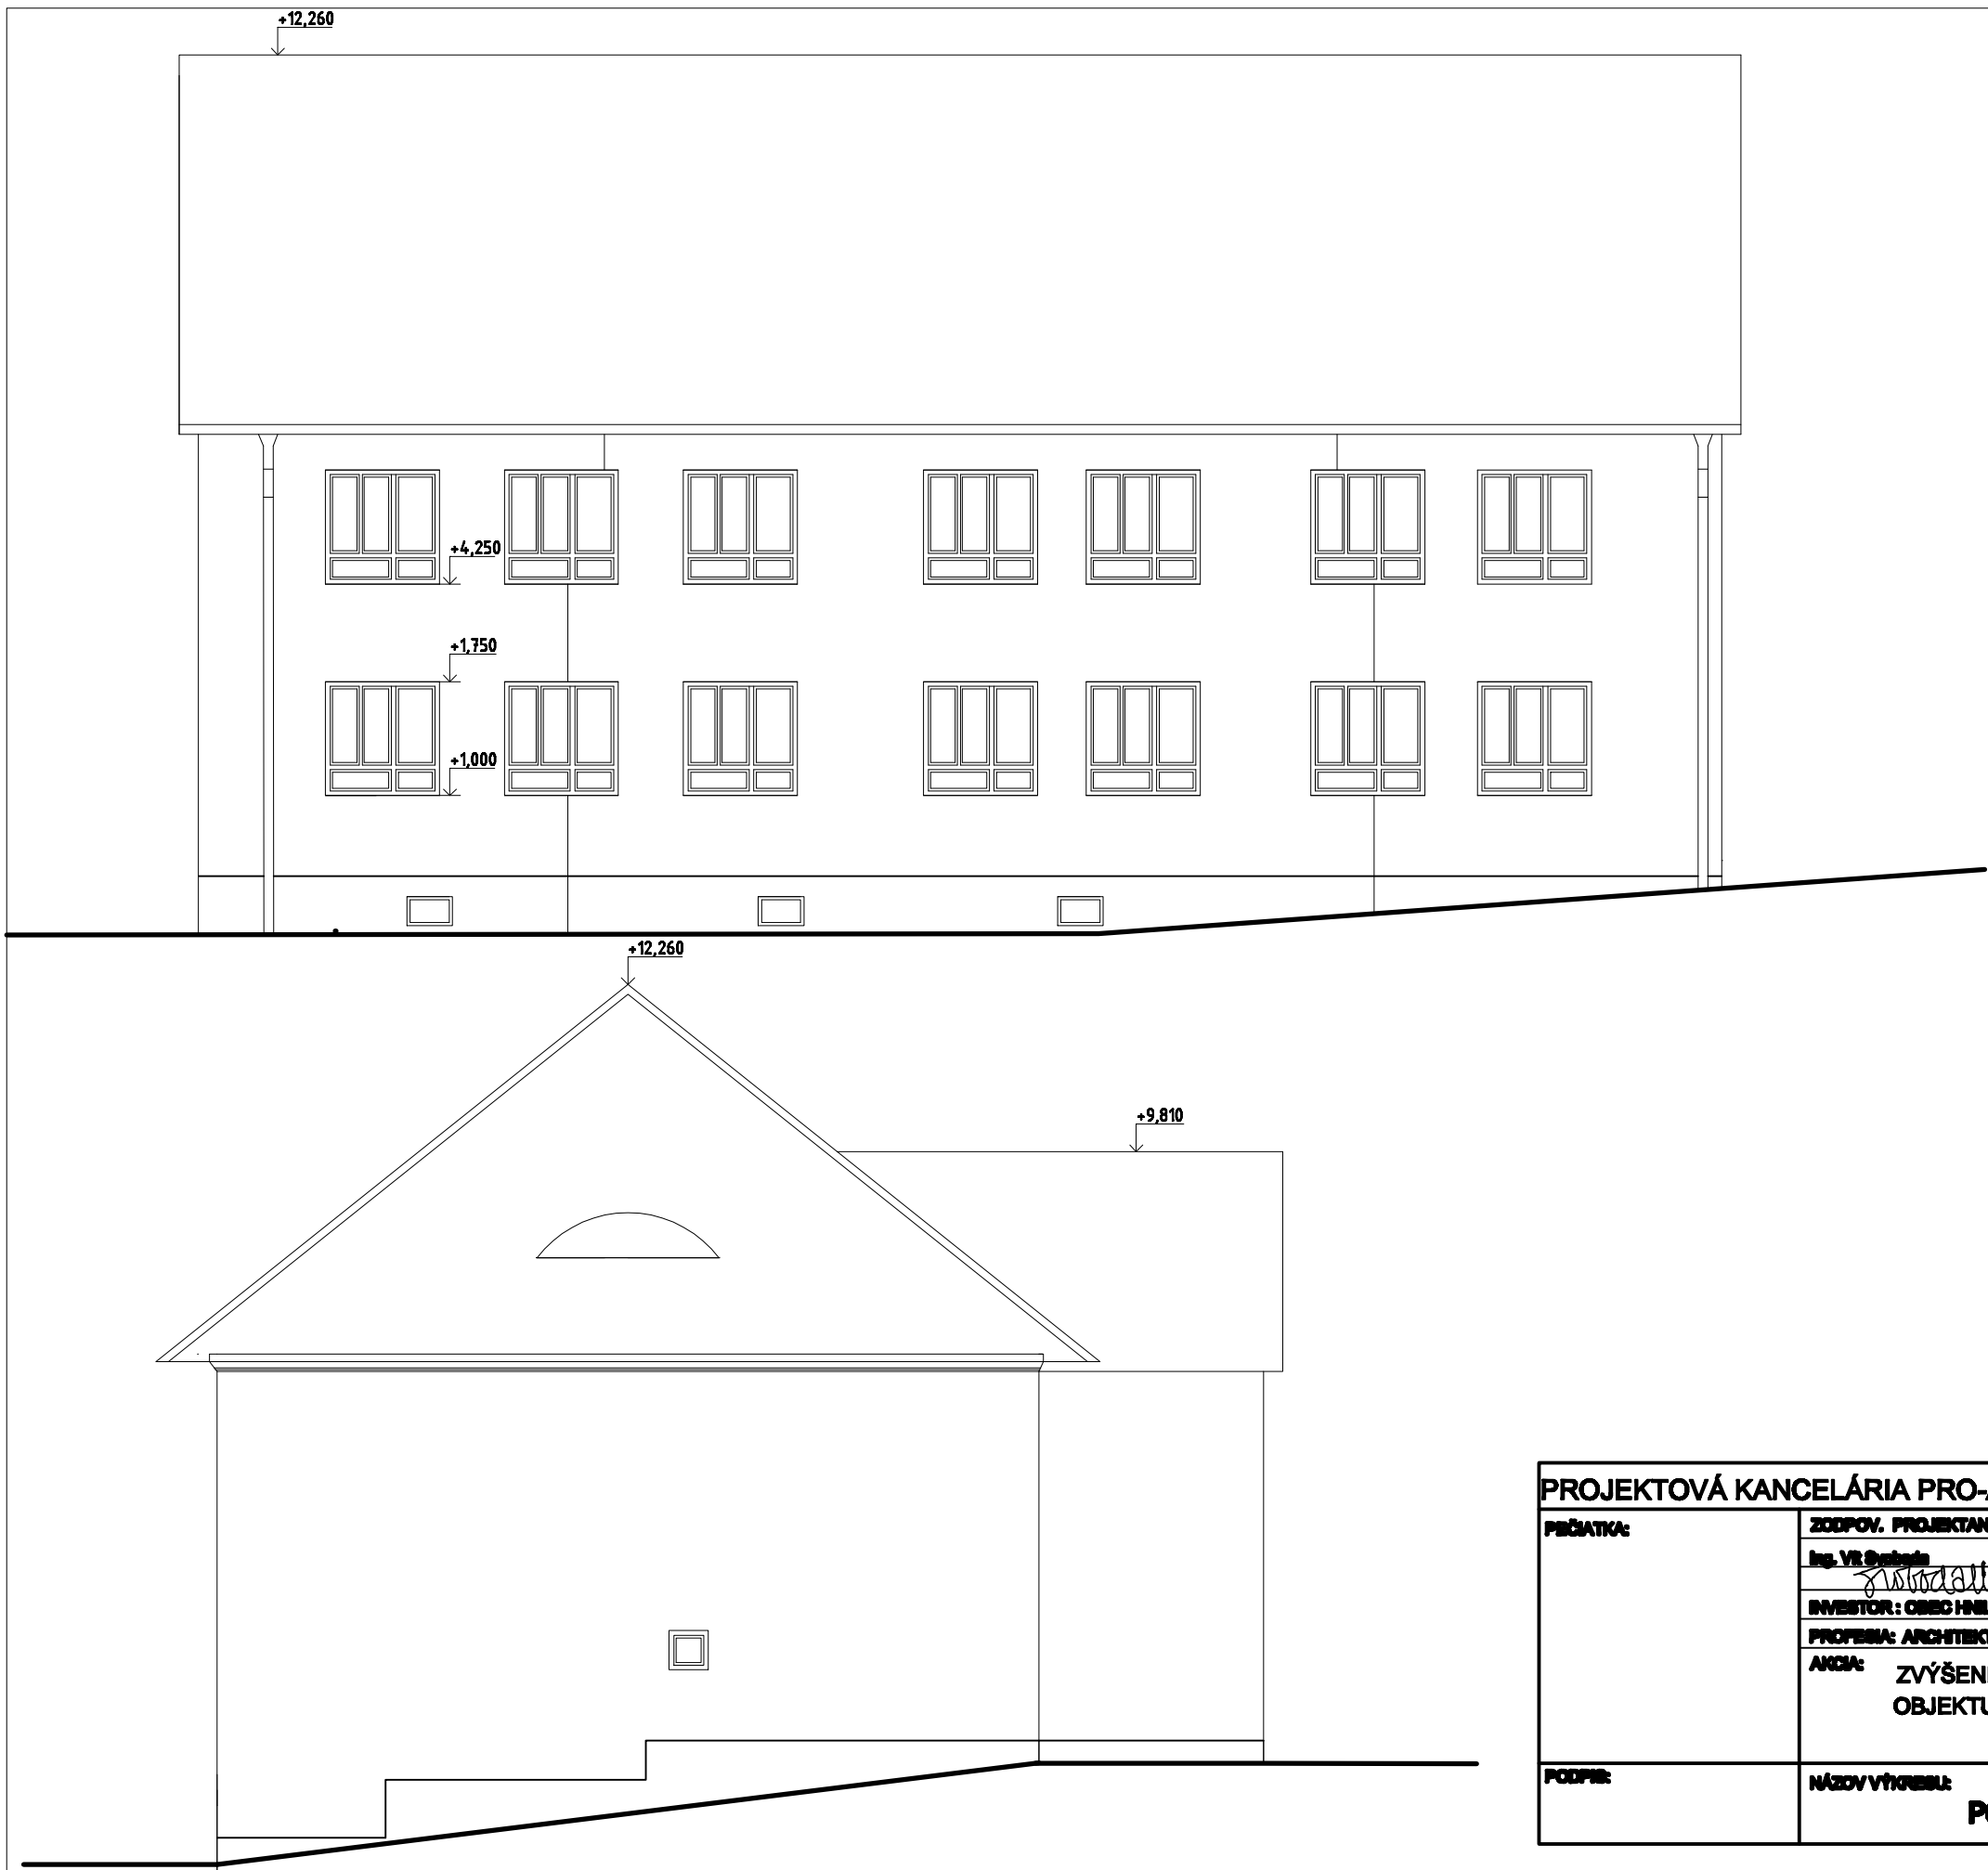 +12,260
+4,250
+1,750
+1,000
+12,260
+9,810
PROJEKTOVÁ KANCELÁRIA PRO-
PEČIATKA:
ZODPOV. PROJEKTAN
Ing. Vít Svoboda
INVESTOR : OBEC
PROFESIA: ARCHITEK
AKCIA:
ZVÝŠEN
OBJEKTU
PODPIS:
NÁZOV VÝKRESU: